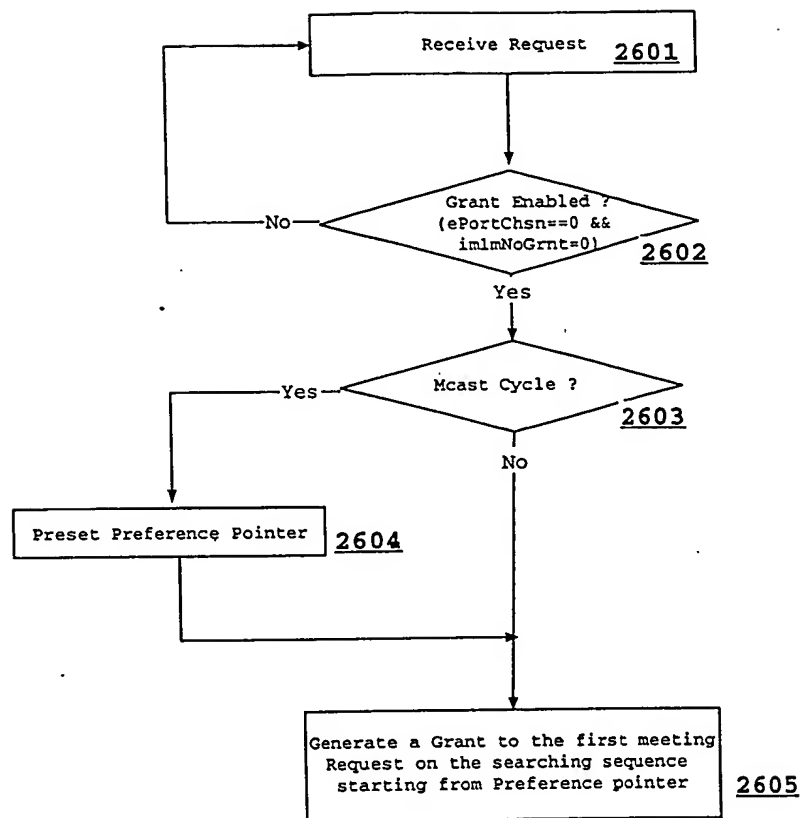 Receive Request 2601
Grant Enabled ?
(ePortChsn==0 &&
imlmNoGrnt=0)
2602
No
Yes
Mcast Cycle ?
2603
Yes
No
Preset Preference Pointer 2604
Generate a Grant to the first meeting
Request on the searching sequence
starting from Preference pointer
2605